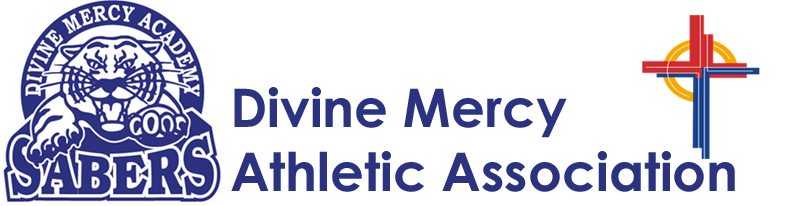 DIVINE MERCY ACADEMY
SABERS
Divine Mercy
Athletic Association